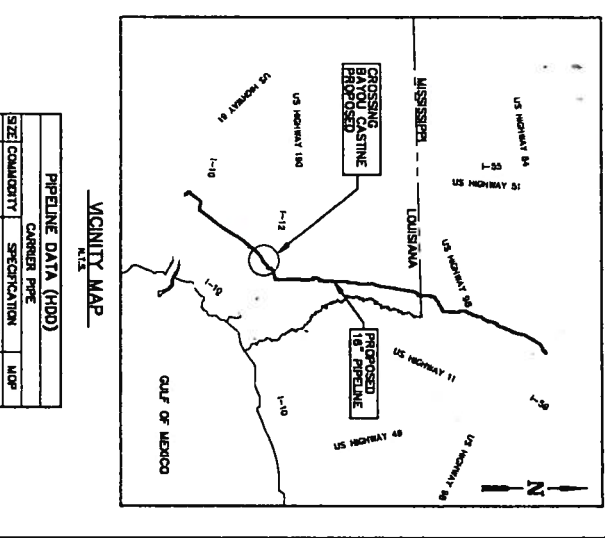 US HIGHWAY 84
I-55
US HIGHWAY 51
MISSISSIPPI
LOUISIANA
US HIGHWAY 98
I-59
US HIGHWAY 11
US HIGHWAY 49
US HIGHWAY 98
N
CROSSING
BAYOU CASTINE
PROPOSED
US HIGHWAY 190
US HIGHWAY 61
I-10
I-12
PROPOSED
16" PIPELINE
I-10
I-10
GULF OF MEXICO
VICINITY MAP
N.T.S.
PIPELINE DATA (HDD)
CARRIER PIPE
SIZE COMMODITY SPECIFICATION MOP